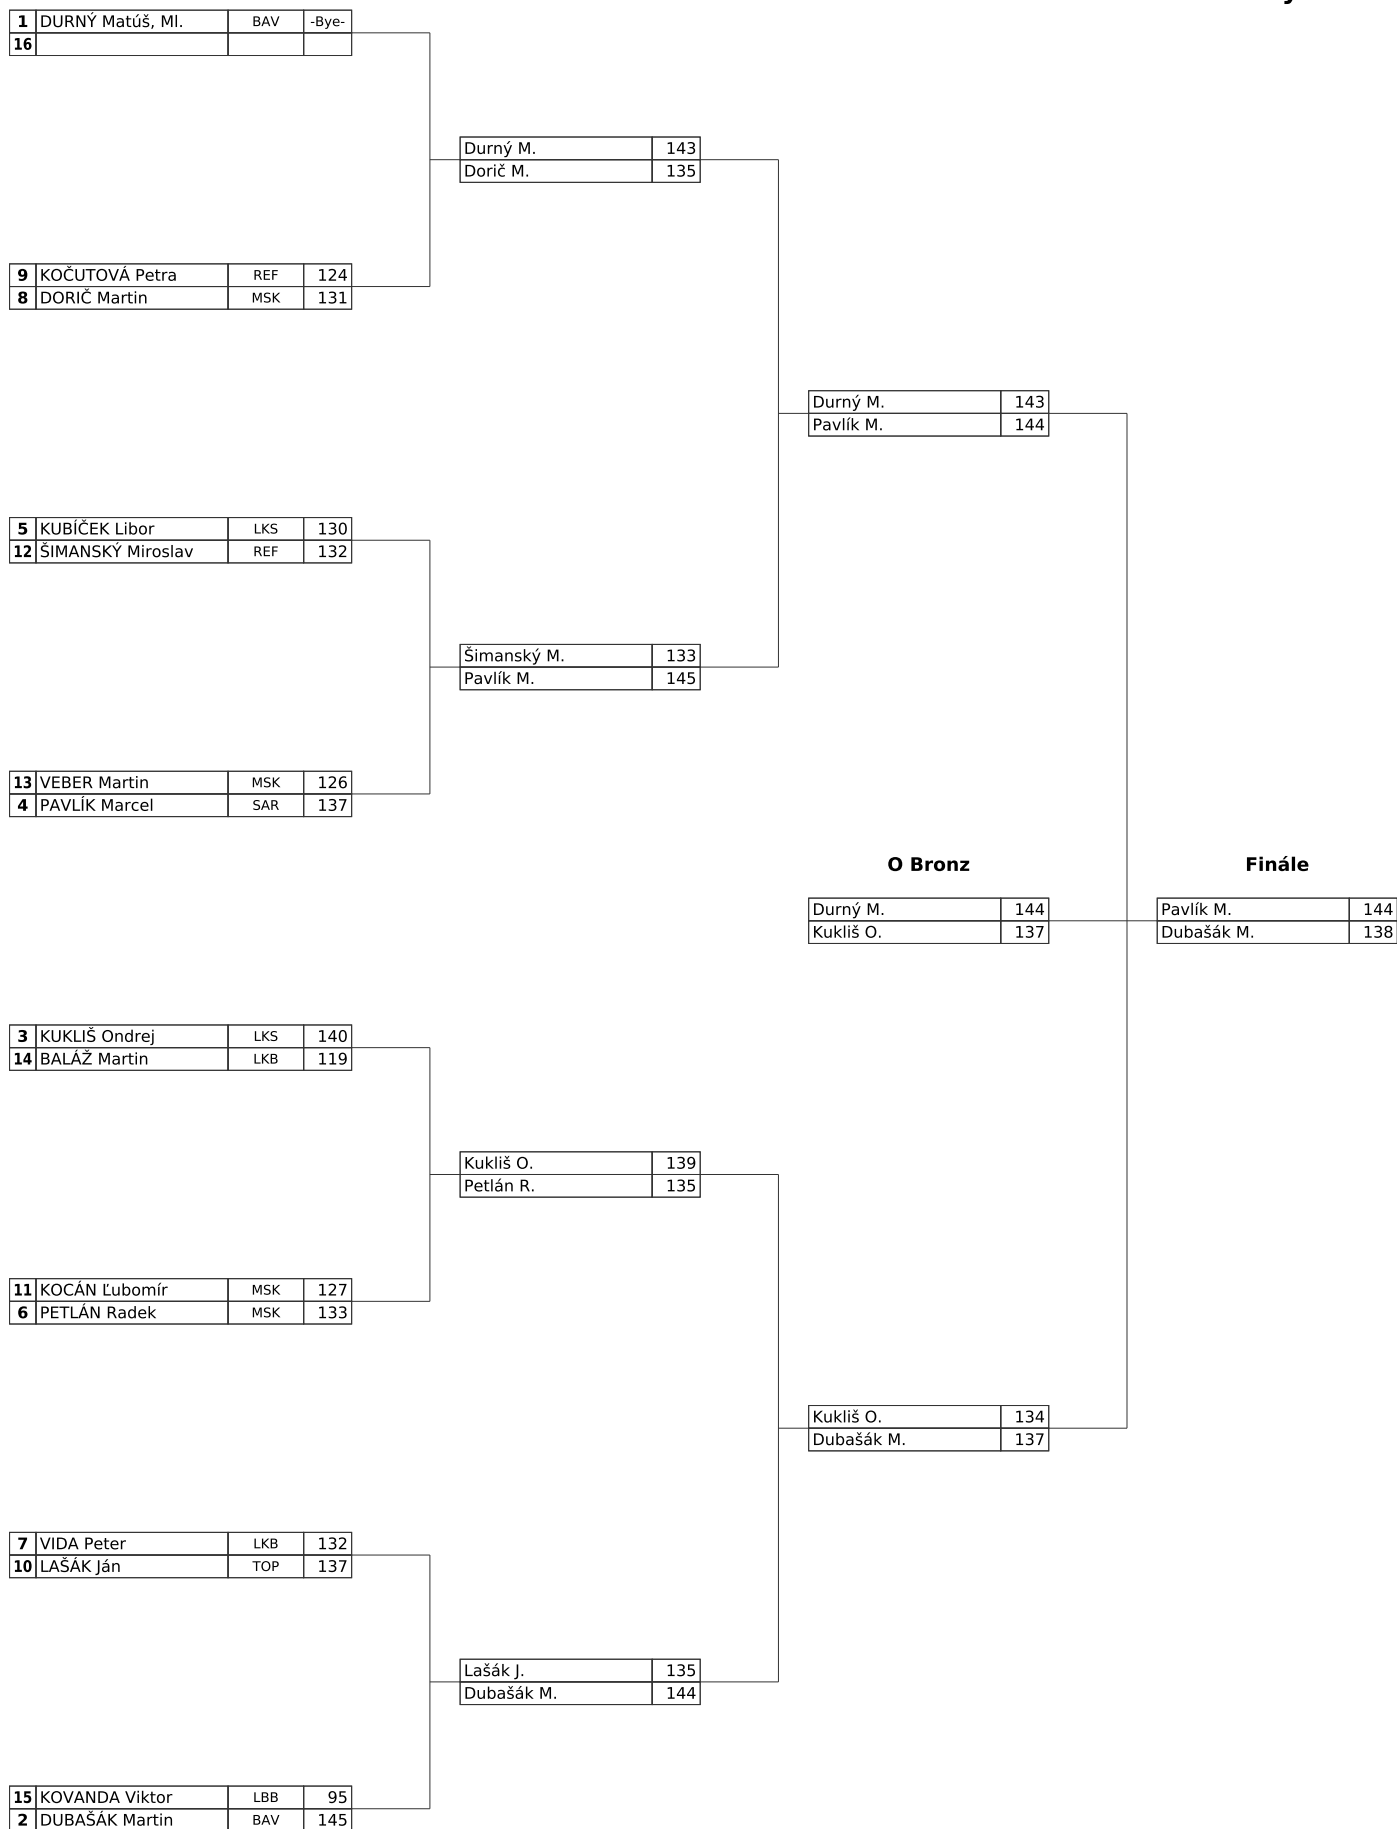 1 DURNÝ Matúš, Ml. BAV -Bye-
16
Durný M. 143
Dorič M. 135
9 KOČUTOVÁ Petra REF 124
8 DORIČ Martin MSK 131
Durný M. 143
Pavlík M. 144
5 KUBÍČEK Libor LKS 130
12 ŠIMANSKÝ Miroslav REF 132
Šimanský M. 133
Pavlík M. 145
13 VEBER Martin MSK 126
4 PAVLÍK Marcel SAR 137
O Bronz Finále
Durný M. 144 Pavlík M. 144
Kukliš O. 137 Dubašák M. 138
3 KUKLIŠ Ondrej LKS 140
14 BALÁŽ Martin LKB 119
Kukliš O. 139
Petlán R. 135
11 KOCÁN Ľubomír MSK 127
6 PETLÁN Radek MSK 133
Kukliš O. 134
Dubašák M. 137
7 VIDA Peter LKB 132
10 LAŠÁK Ján TOP 137
Lašák J. 135
Dubašák M. 144
15 KOVANDA Viktor LBB 95
2 DUBAŠÁK Martin BAV 145